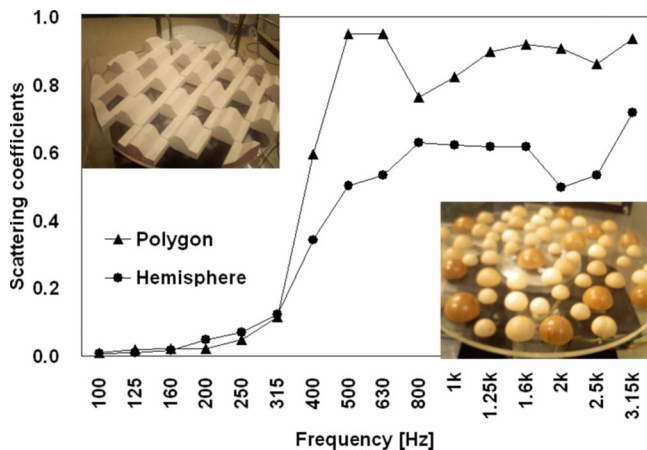 1.0
0.8
0.6
0.4
0.2
0.0
Scattering coefficients
Polygon
Hemisphere
100 125 160 200 250 315 400 500 630 800 1k 1.25k 1.6k 2k 2.5k 3.15k
Frequency [Hz]